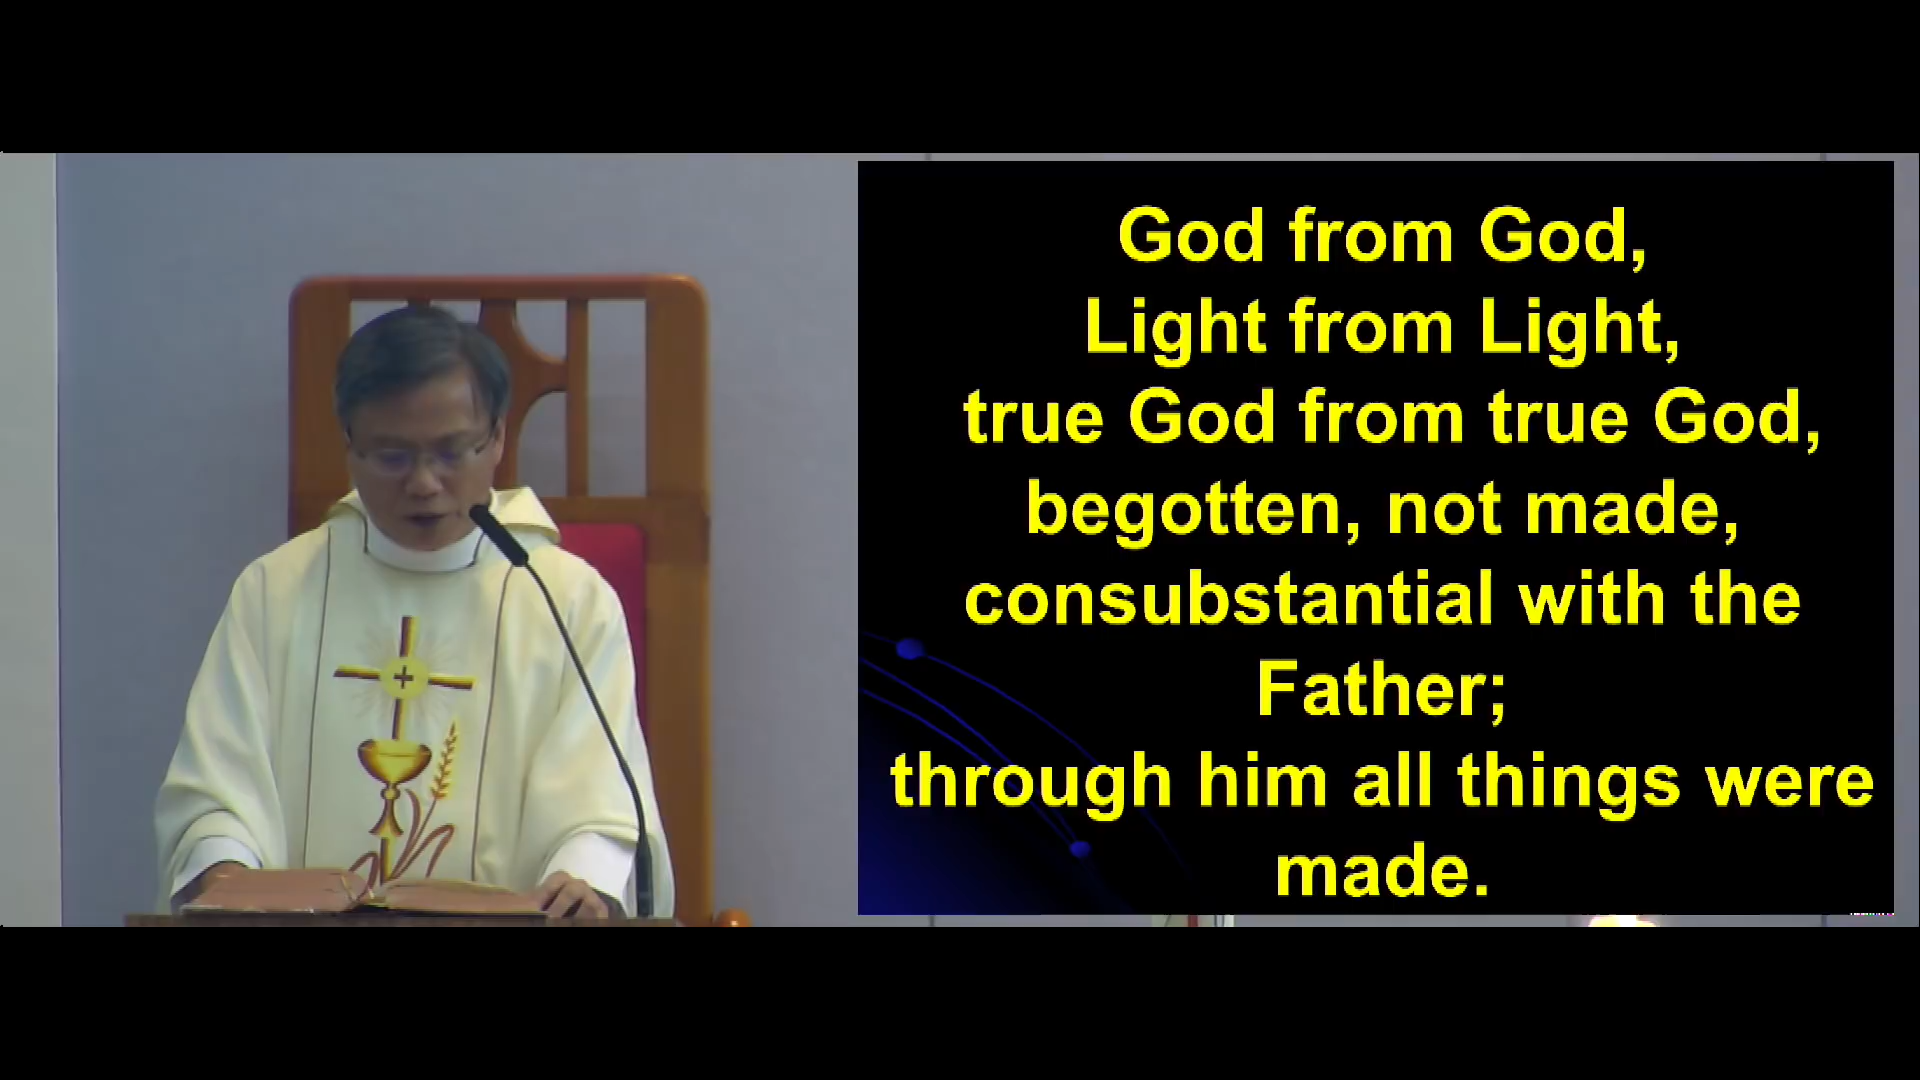 God from God,
Light from Light,
true God from true God,
begotten, not made,
consubstantial with the
Father;
through him all things were
made.